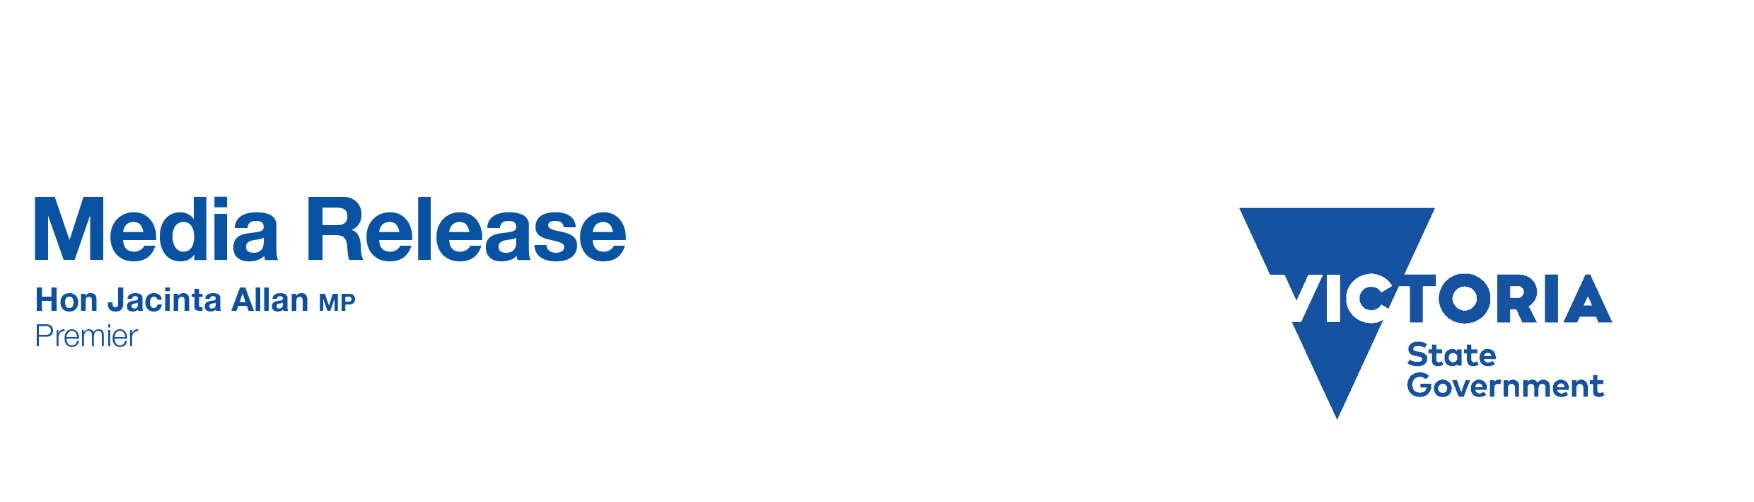 Media Release
Hon Jacinta Allan MP
Premier
VICTORIA
State
Government